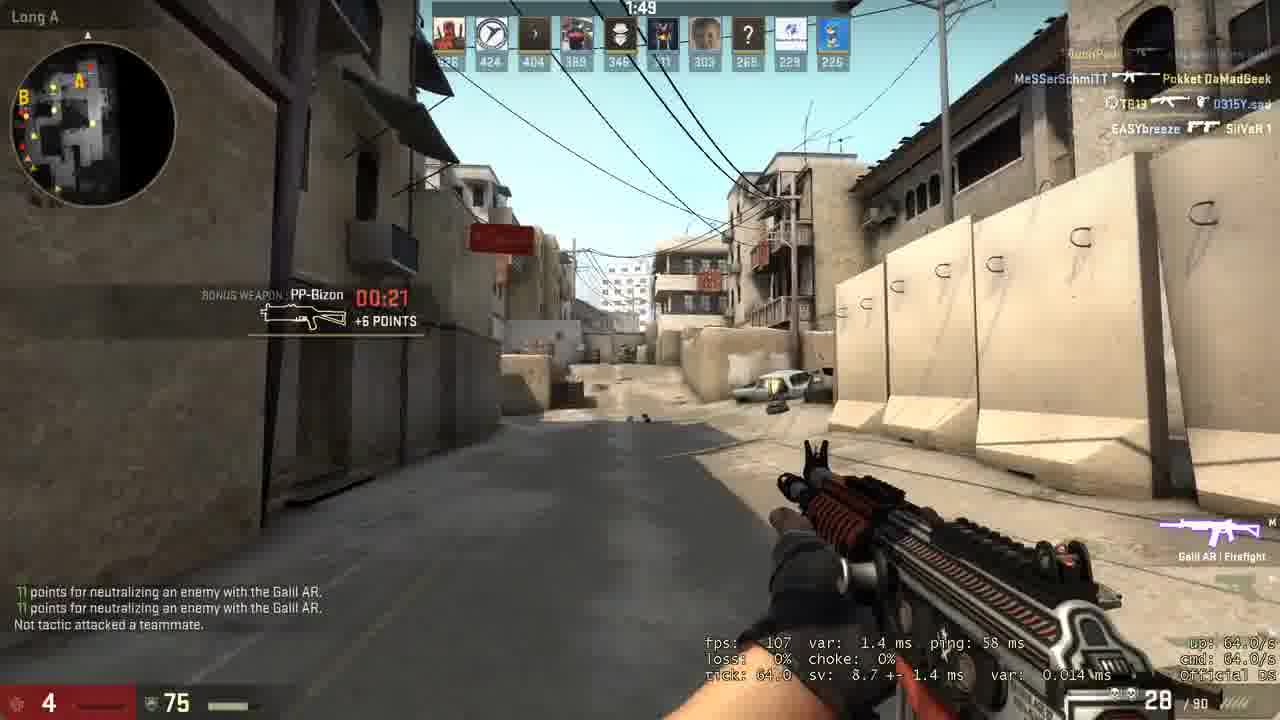 Long A
1:49
424 404 346 303 268 229 226
A
B
MeSSerSchmiTT Pokket DaMadGeek
TB13 D315Y.sad
EASYbreeze SilVeR 1
BONUS WEAPON: PP-Bizon 00:21
+6 POINTS
Galil AR | Firefight
11 points for neutralizing an enemy with the Galil AR.
11 points for neutralizing an enemy with the Galil AR.
Not tactic attacked a teammate.
fps: 107 var: 1.4 ms ping: 58 ms
loss: 0% choke: 0%
tick: 64.0 sv: 8.7 +- 1.4 ms var: 0.014 ms
up: 64.0/s
cmd: 64.0/s
Official DS
4 75
28 / 90